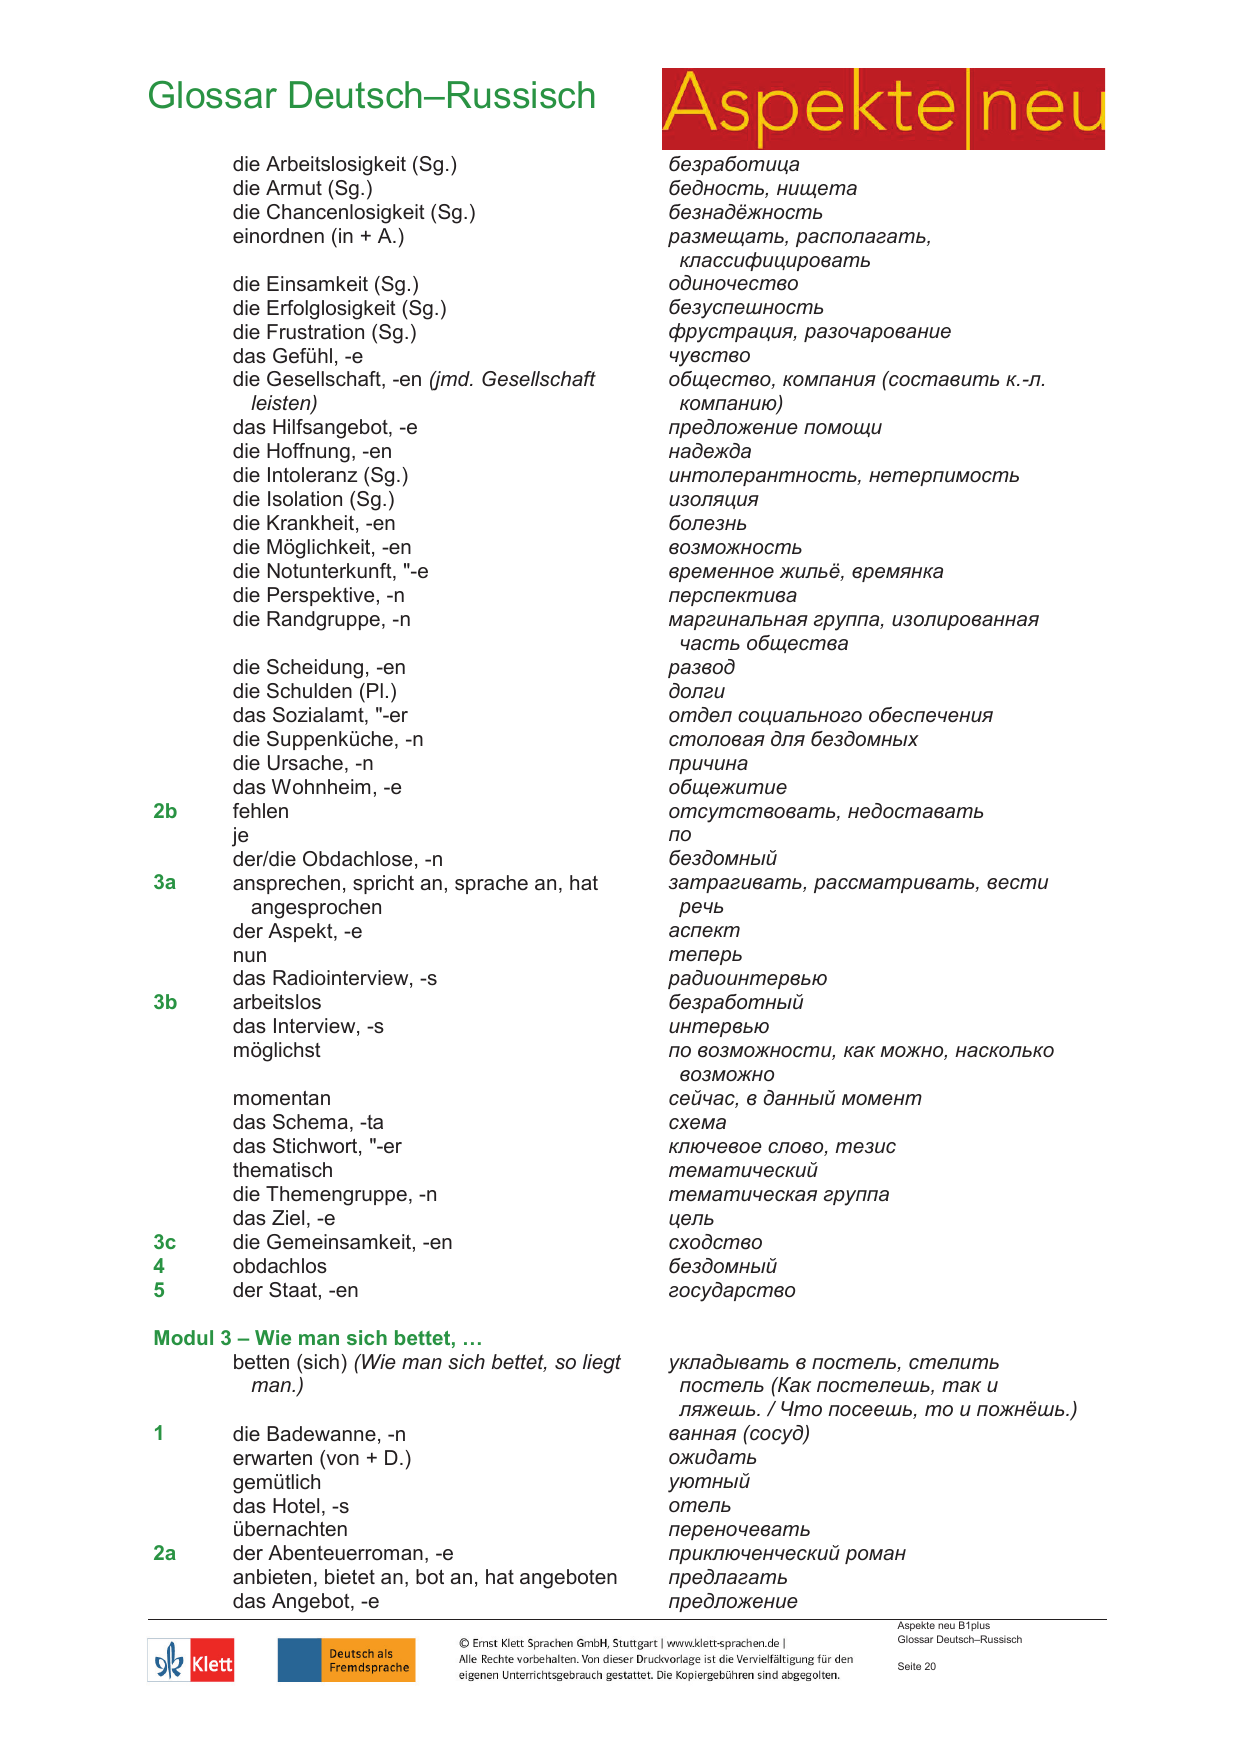 Glossar Deutsch–Russisch
Aspekte|neu
die Arbeitslosigkeit (Sg.) безработица
die Armut (Sg.) бедность, нищета
die Chancenlosigkeit (Sg.) безнадёжность
einordnen (in + A.) размещать, располагать,
классифицировать
die Einsamkeit (Sg.) одиночество
die Erfolglosigkeit (Sg.) безуспешность
die Frustration (Sg.) фрустрация, разочарование
das Gefühl, -e чувство
die Gesellschaft, -en (jmd. Gesellschaft общество, компания (составить к.-л.
leisten) компанию)
das Hilfsangebot, -e предложение помощи
die Hoffnung, -en надежда
die Intoleranz (Sg.) интолерантность, нетерпимость
die Isolation (Sg.) изоляция
die Krankheit, -en болезнь
die Möglichkeit, -en возможность
die Notunterkunft, "-e временное жильё, времянка
die Perspektive, -n перспектива
die Randgruppe, -n маргинальная группа, изолированная
часть общества
die Scheidung, -en развод
die Schulden (Pl.) долги
das Sozialamt, "-er отдел социального обеспечения
die Suppenküche, -n столовая для бездомных
die Ursache, -n причина
das Wohnheim, -e общежитие
2b fehlen отсутствовать, недоставать
je по
der/die Obdachlose, -n бездомный
3a ansprechen, spricht an, sprache an, hat затрагивать, рассматривать, вести
angesprochen речь
der Aspekt, -e аспект
nun теперь
das Radiointerview, -s радиоинтервью
3b arbeitslos безработный
das Interview, -s интервью
möglichst по возможности, как можно, насколько
возможно
momentan сейчас, в данный момент
das Schema, -ta схема
das Stichwort, "-er ключевое слово, тезис
thematisch тематический
die Themengruppe, -n тематическая группа
das Ziel, -e цель
3c die Gemeinsamkeit, -en сходство
4 obdachlos бездомный
5 der Staat, -en государство
Modul 3 – Wie man sich bettet, …
betten (sich) (Wie man sich bettet, so liegt укладывать в постель, стелить
man.) постель (Как постелешь, так и
ляжешь. / Что посеешь, то и пожнёшь.)
1 die Badewanne, -n ванная (сосуд)
erwarten (von + D.) ожидать
gemütlich уютный
das Hotel, -s отель
übernachten переночевать
2a der Abenteuerroman, -e приключенческий роман
anbieten, bietet an, bot an, hat angeboten предлагать
das Angebot, -e предложение
Klett
Deutsch als
Fremdsprache
© Ernst Klett Sprachen GmbH, Stuttgart | www.klett-sprachen.de |
Alle Rechte vorbehalten. Von dieser Druckvorlage ist die Vervielfältigung für den
eigenen Unterrichtsgebrauch gestattet. Die Kopiergebühren sind abgegolten.
Aspekte neu B1plus
Glossar Deutsch–Russisch
Seite 20